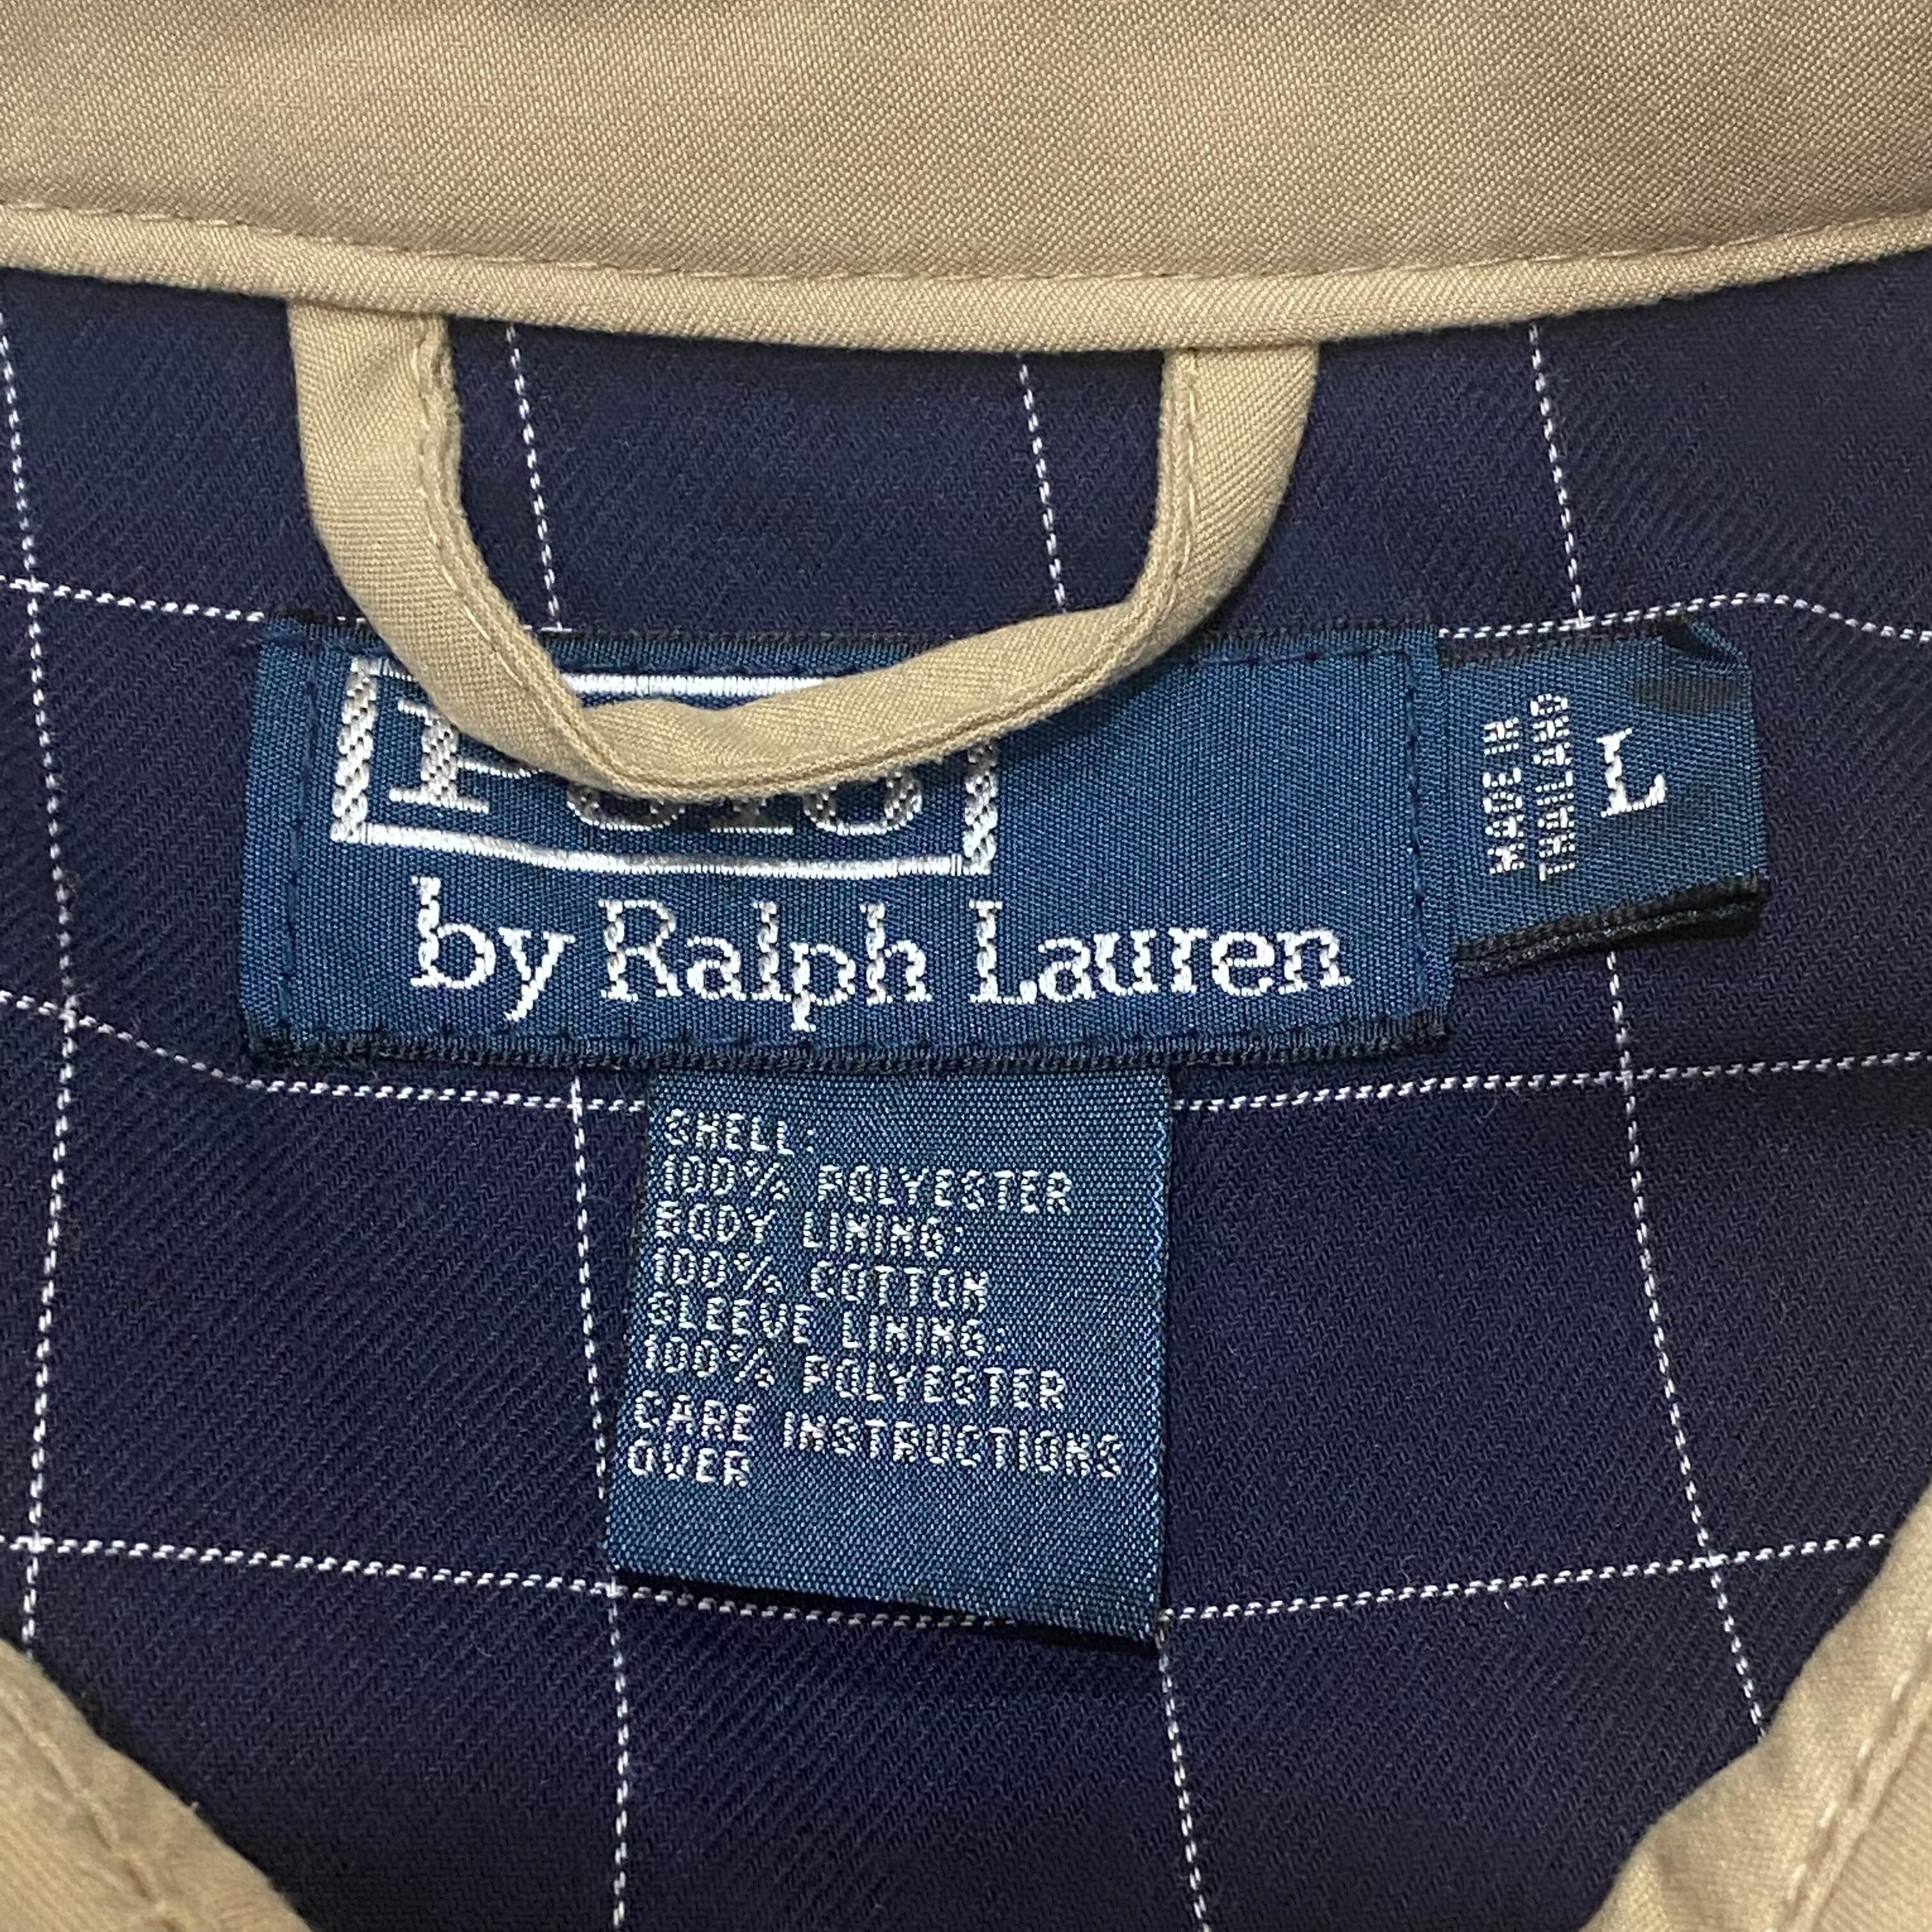 Polo
by Ralph Lauren
MADE IN
THAILAND
L
SHELL:
100% POLYESTER
BODY LINING:
100% COTTON
SLEEVE LINING:
100% POLYESTER
CARE INSTRUCTIONS
OVER